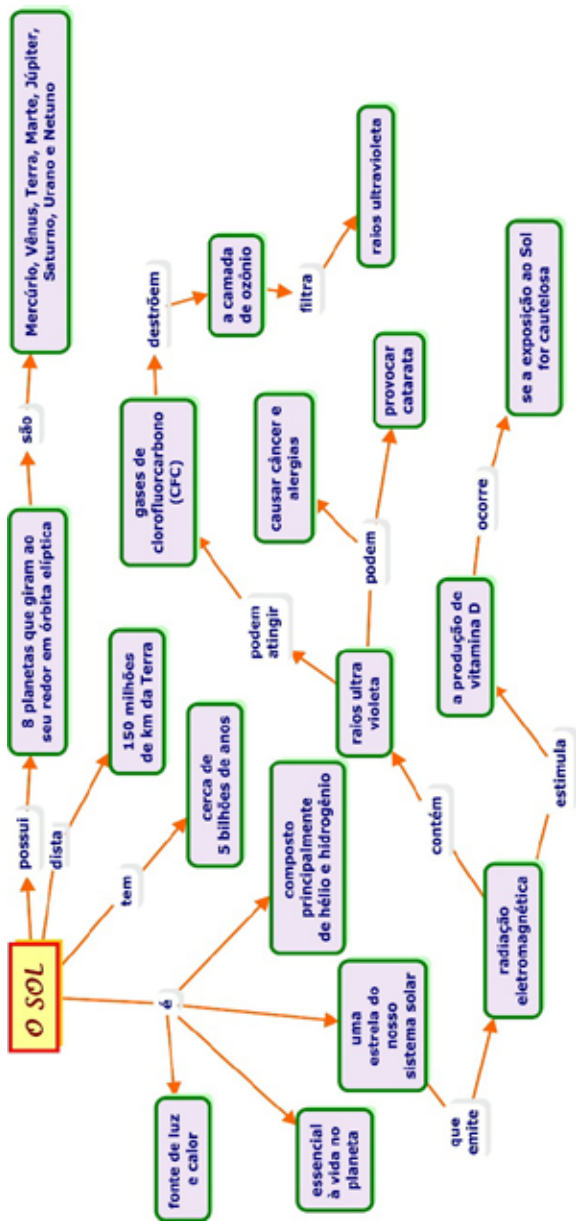 O SOL
possui
8 planetas que giram ao
seu redor em órbita elíptica
são
Mercúrio, Vênus, Terra, Marte, Júpiter,
Saturno, Urano e Netuno
dista
150 milhões
de km da Terra
tem
cerca de
5 bilhões de anos
é
composto
principalmente
de hélio e hidrogênio
uma
estrela do
nosso
sistema solar
essencial
à vida no
planeta
fonte de luz
e calor
que
emite
radiação
eletromagnética
contém
raios ultra
violeta
podem
atingir
gases de
clorofluorcarbono
(CFC)
destrõem
a camada
de ozônio
filtra
raios ultravioleta
podem
causar câncer e
alergias
provocar
catarata
estimula
a produção de
vitamina D
ocorre
se a exposição ao Sol
for cautelosa